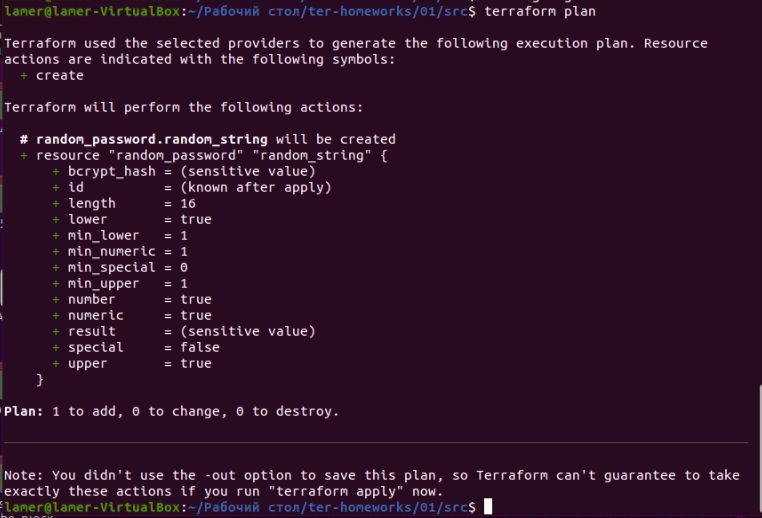 lamer@lamer-VirtualBox:~/Рабочий стол/ter-homeworks/01/src$ terraform plan
Terraform used the selected providers to generate the following execution plan. Resource
actions are indicated with the following symbols:
  + create
Terraform will perform the following actions:
  # random_password.random_string will be created
  + resource "random_password" "random_string" {
      + bcrypt_hash = (sensitive value)
      + id          = (known after apply)
      + length      = 16
      + lower       = true
      + min_lower   = 1
      + min_numeric = 1
      + min_special = 0
      + min_upper   = 1
      + number      = true
      + numeric     = true
      + result      = (sensitive value)
      + special     = false
      + upper       = true
    }
Plan: 1 to add, 0 to change, 0 to destroy.
Note: You didn't use the -out option to save this plan, so Terraform can't guarantee to take
exactly these actions if you run "terraform apply" now.
lamer@lamer-VirtualBox:~/Рабочий стол/ter-homeworks/01/src$